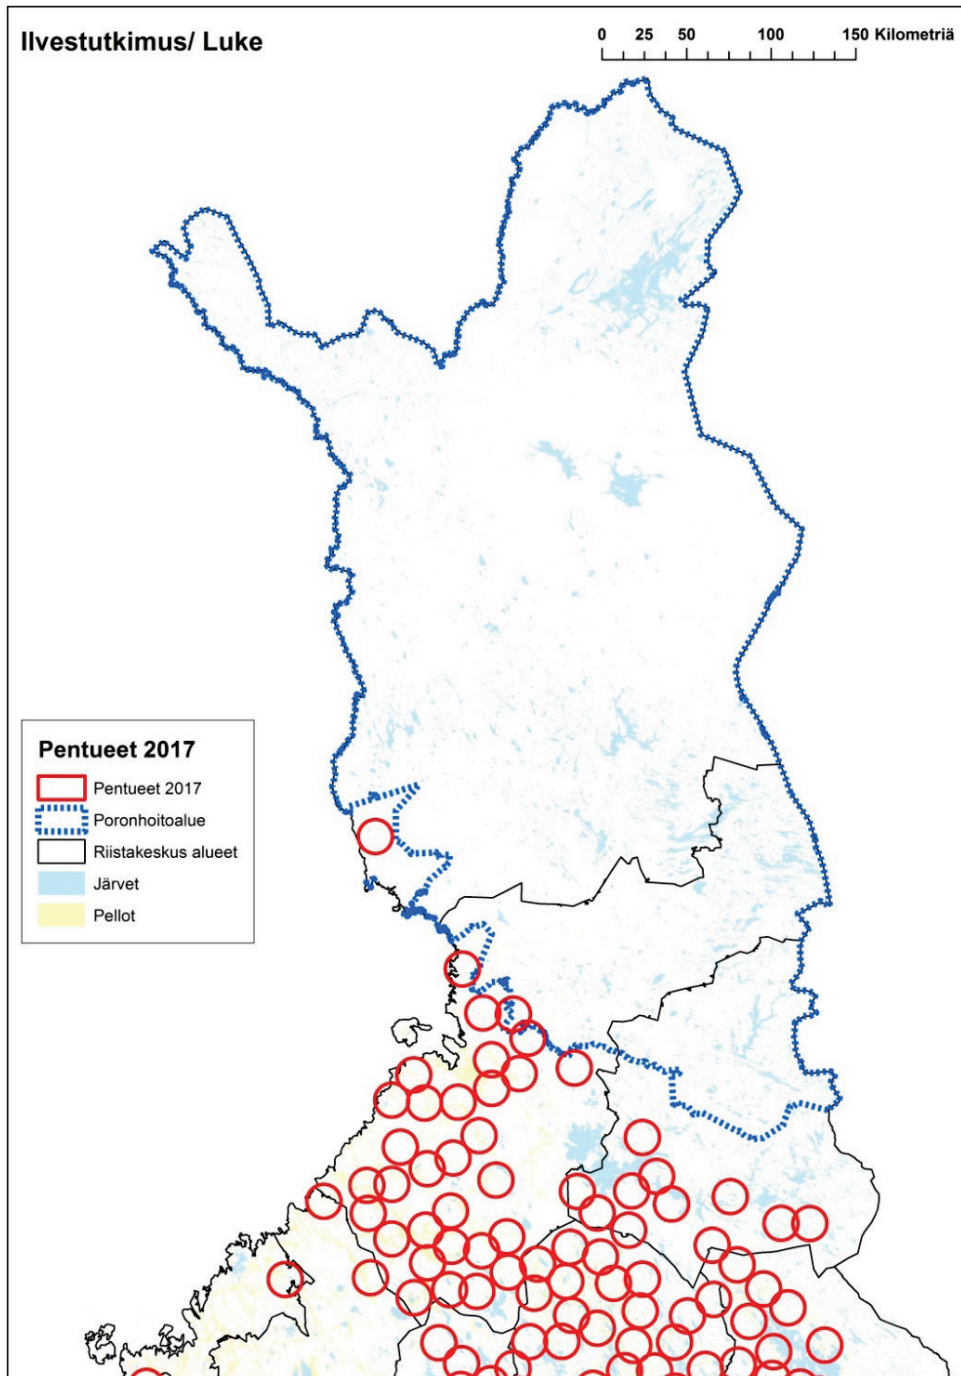 Ilvestutkimus/ Luke
0 25 50 100 150 Kilometriä
Pentueet 2017
Pentueet 2017
Poronhoitoalue
Riistakeskus alueet
Järvet
Pellot